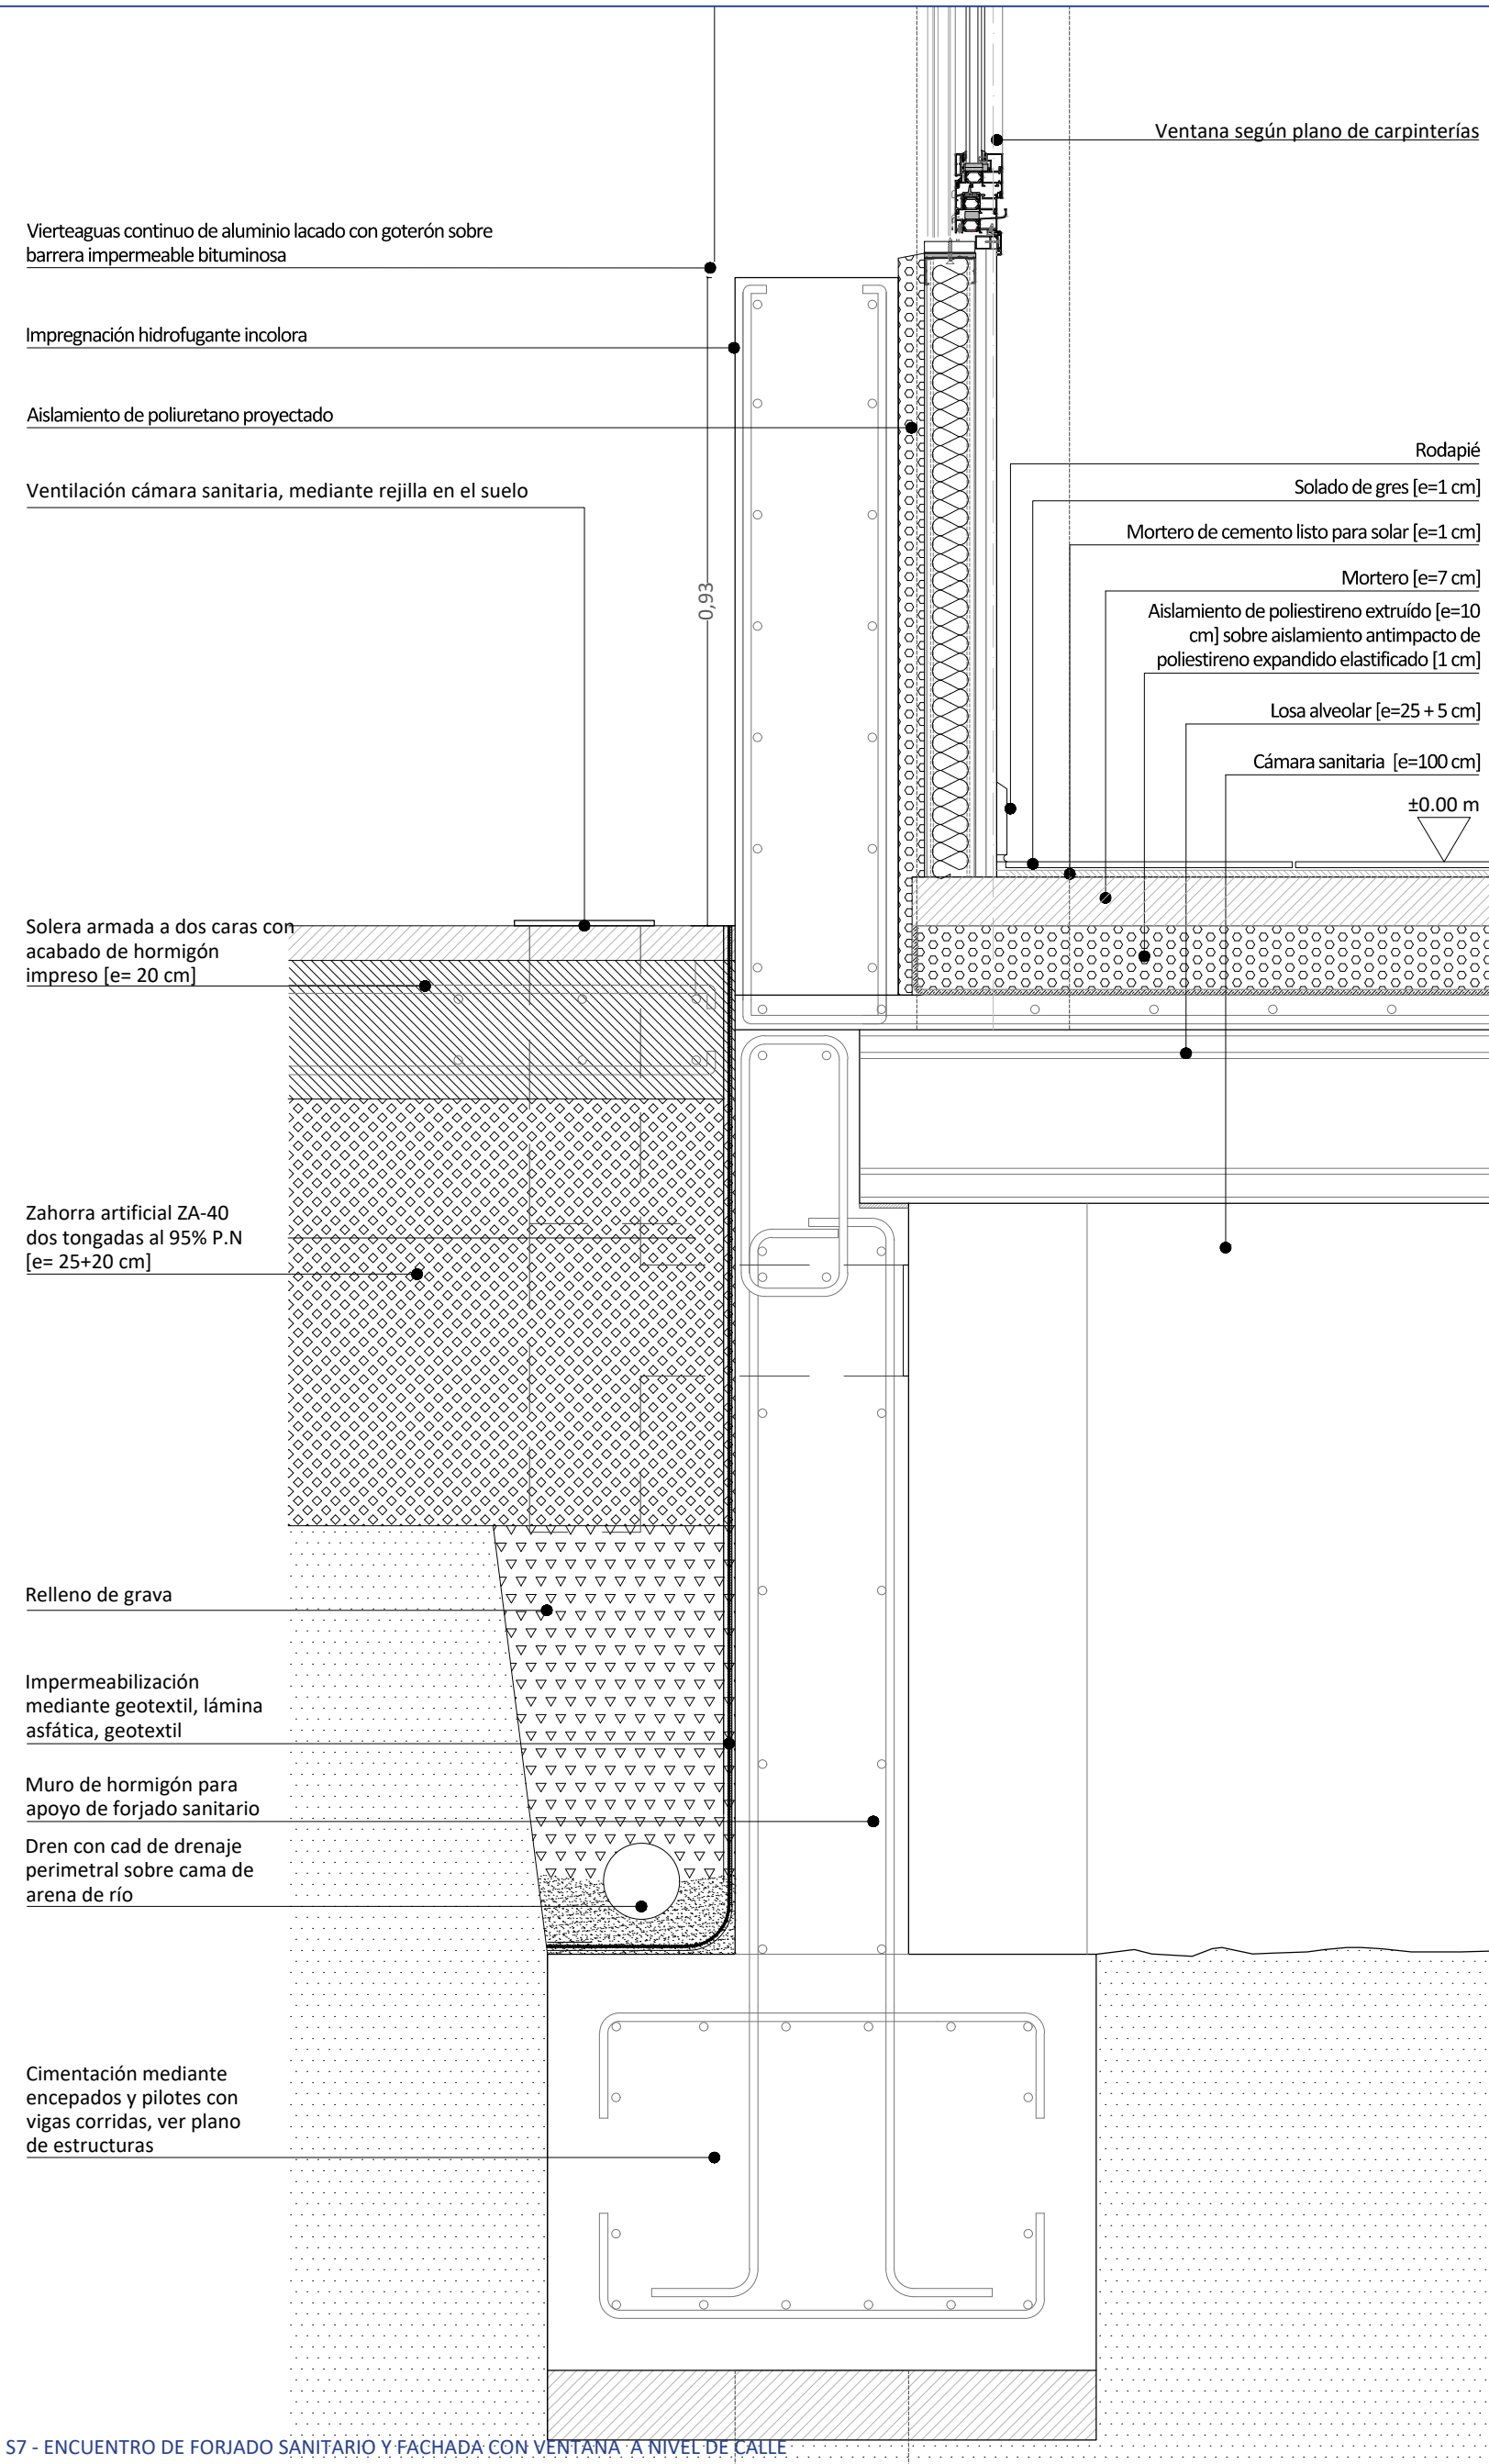 Ventana según plano de carpinterías
Vierteaguas continuo de aluminio lacado con goterón sobre
barrera impermeable bituminosa
Impregnación hidrofugante incolora
Aislamiento de poliuretano proyectado
Ventilación cámara sanitaria, mediante rejilla en el suelo
0,93
Rodapié
Solado de gres [e=1 cm]
Mortero de cemento listo para solar [e=1 cm]
Mortero [e=7 cm]
Aislamiento de poliestireno extruído [e=10
cm] sobre aislamiento antimpacto de
poliestireno expandido elastificado [1 cm]
Losa alveolar [e=25 + 5 cm]
Cámara sanitaria [e=100 cm]
±0.00 m
Solera armada a dos caras con
acabado de hormigón
impreso [e= 20 cm]
Zahorra artificial ZA-40
dos tongadas al 95% P.N
[e= 25+20 cm]
Relleno de grava
Impermeabilización
mediante geotextil, lámina
asfática, geotextil
Muro de hormigón para
apoyo de forjado sanitario
Dren con cad de drenaje
perimetral sobre cama de
arena de río
Cimentación mediante
encepados y pilotes con
vigas corridas, ver plano
de estructuras
S7 - ENCUENTRO DE FORJADO SANITARIO Y FACHADA CON VENTANA A NIVEL DE CALLE